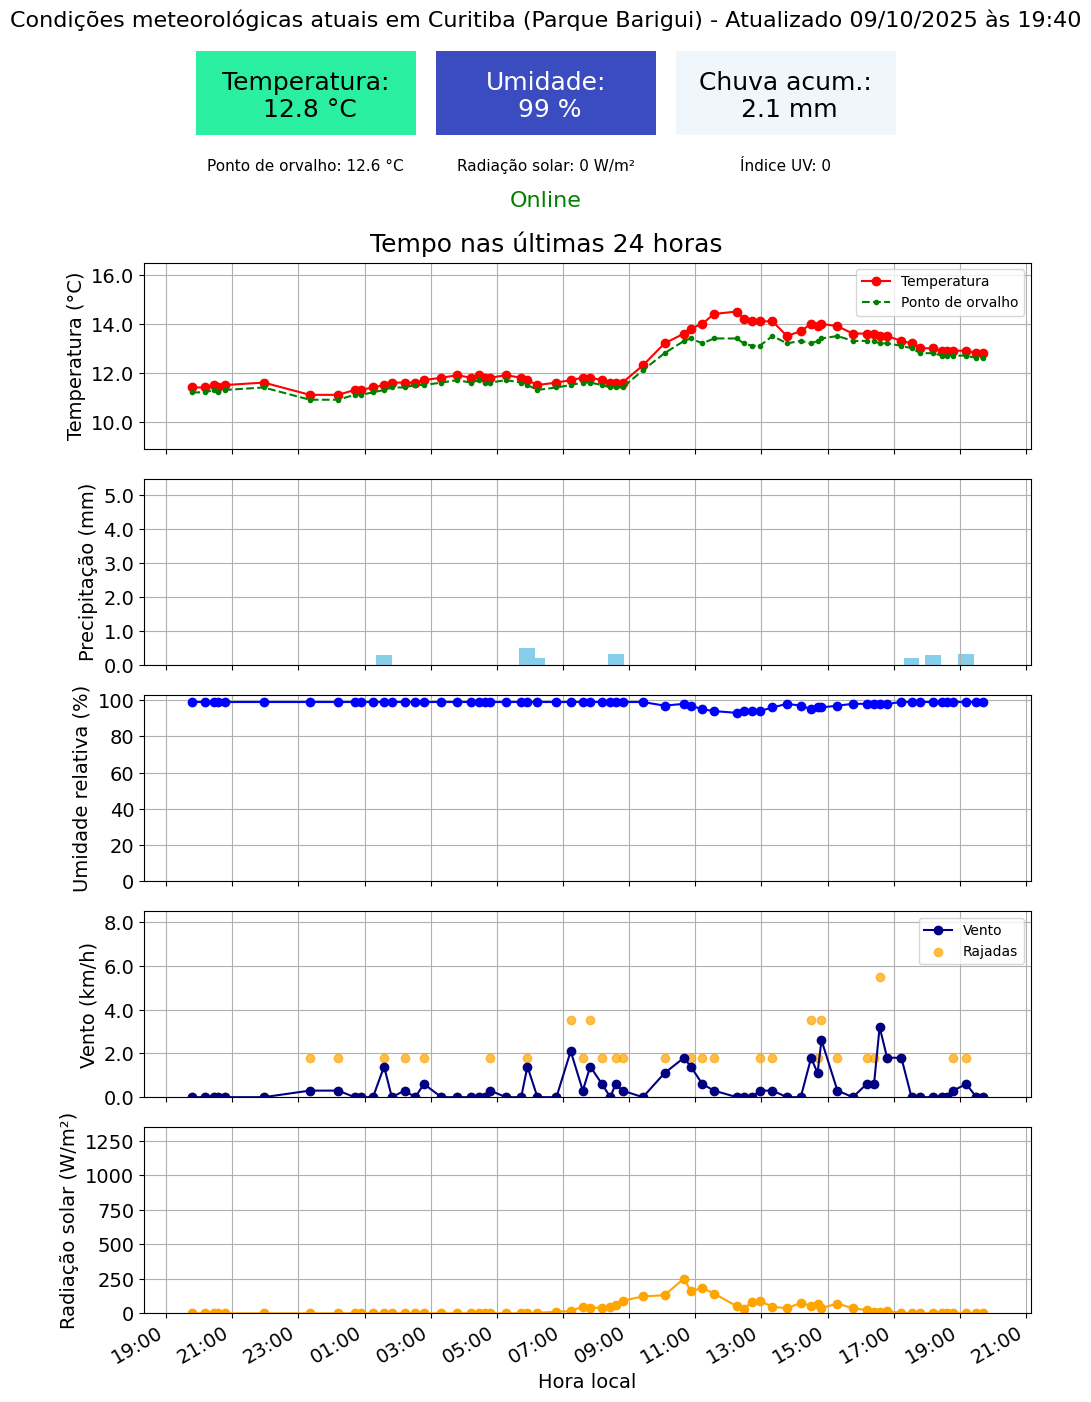 Condições meteorológicas atuais em Curitiba (Parque Barigui) - Atualizado 09/10/2025 às 19:40
Temperatura:
12.8 °C
Umidade:
99 %
Chuva acum.:
2.1 mm
Ponto de orvalho: 12.6 °C
Radiação solar: 0 W/m²
Índice UV: 0
Online
Tempo nas últimas 24 horas
Temperatura (°C)
16.0
14.0
12.0
10.0
Temperatura
Ponto de orvalho
Precipitação (mm)
5.0
4.0
3.0
2.0
1.0
0.0
Umidade relativa (%)
100
80
60
40
20
0
Vento (km/h)
8.0
6.0
4.0
2.0
0.0
Vento
Rajadas
Radiação solar (W/m²)
1250
1000
750
500
250
0
19:00
21:00
23:00
01:00
03:00
05:00
07:00
09:00
11:00
13:00
15:00
17:00
19:00
21:00
Hora local